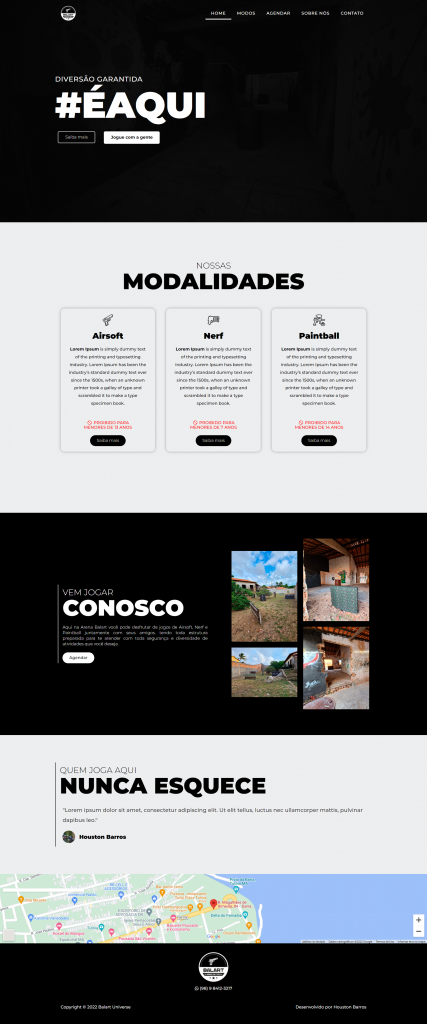 BALART
HOME MODOS AGENDAR SOBRE NÓS CONTATO
DIVERSÃO GARANTIDA
#ÉAQUI
Saiba mais Jogue com a gente
NOSSAS
MODALIDADES
Airsoft
Lorem Ipsum is simply dummy text
of the printing and typesetting
industry. Lorem Ipsum has been the
industry's standard dummy text ever
since the 1500s, when an unknown
printer took a galley of type and
scrambled it to make a type
specimen book.
PROIBIDO PARA
Saiba mais
Nerf
Lorem Ipsum is simply dummy text
of the printing and typesetting
industry. Lorem Ipsum has been the
industry's standard dummy text ever
since the 1500s, when an unknown
printer took a galley of type and
scrambled it to make a type
specimen book.
PROIBIDO PARA
MENORES DE 7 ANOS
Saiba mais
Paintball
Lorem Ipsum is simply dummy text
of the printing and typesetting
industry. Lorem Ipsum has been the
industry's standard dummy text ever
since the 1500s, when an unknown
printer took a galley of type and
scrambled it to make a type
specimen book.
PROIBIDO PARA
MENORES DE 14 ANOS
Saiba mais
VEM JOGAR
CONOSCO
Aqui na Arena Balart você pode desfrutar de jogos de Airsoft, Nerf e
Paintball juntamente com seus amigos, tendo toda estrutura
preparada para te atender com toda segurança e diversidade de
atividades que você deseja
Agendar
QUEM JOGA AQUI
NUNCA ESQUECE
"Lorem ipsum dolor sit amet, consectetur adipiscing elit. Ut elit tellus, luctus nec ullamcorper mattis, pulvinar
dapibus leo."
Houston Barros
Google
BALART
(98) 9 8412-3217
Copyright © 2022 Balart Universe Desenvolvido por Houston Barros